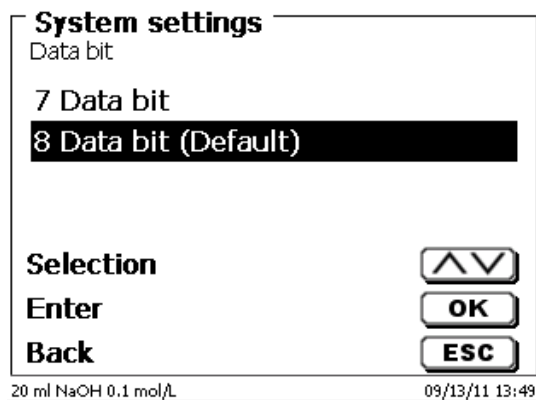 System settings
Data bit
7 Data bit
8 Data bit (Default)
Selection
Enter OK
Back ESC
20 ml NaOH 0.1 mol/L 09/13/11 13:49